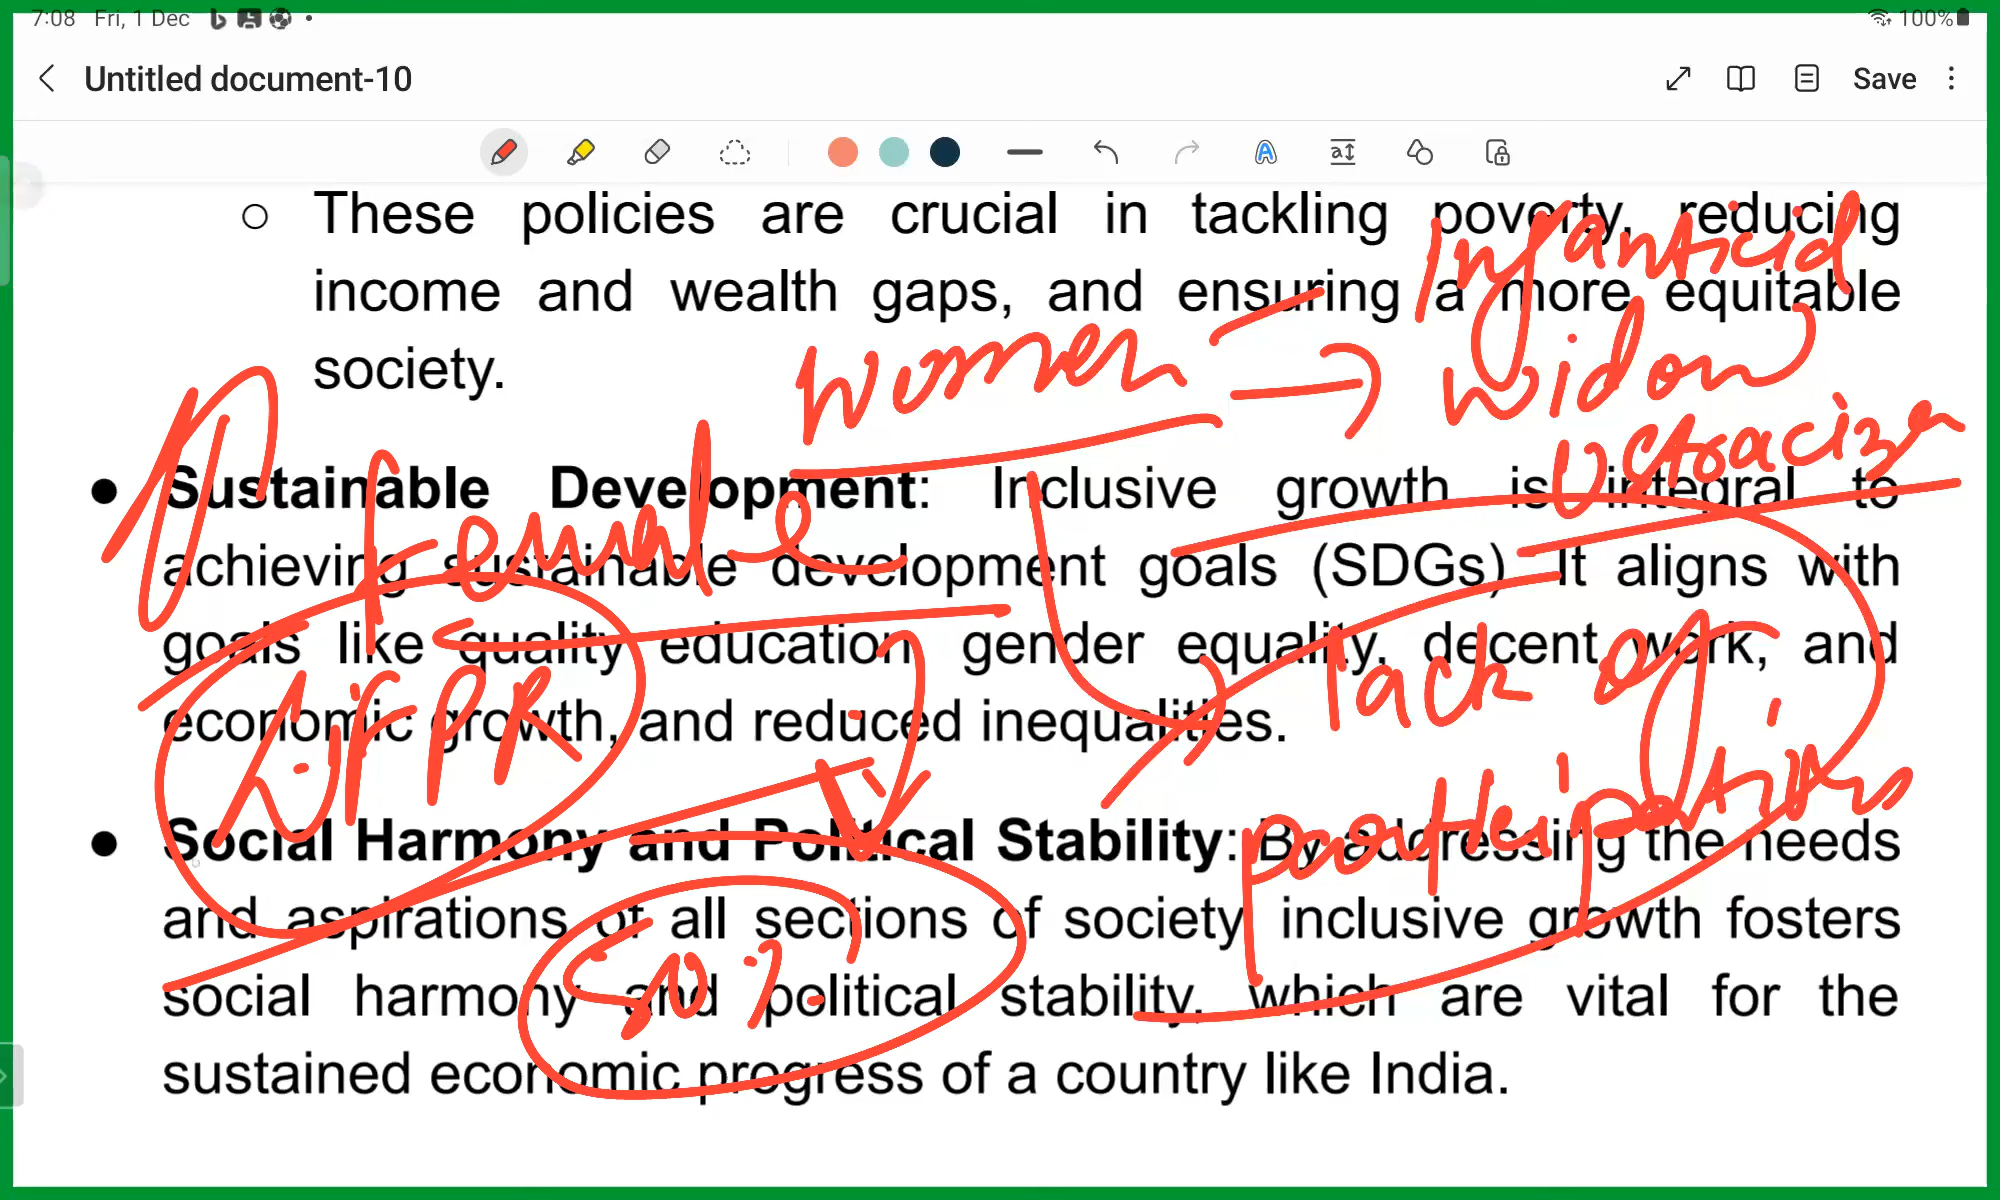 7:08 Fri, 1 Dec
100%
Untitled document-10
Save
These policies are crucial in tackling poverty, reducing
income and wealth gaps, and ensuring a more equitable
society.
Infanticid
women
widow
Sustainable Development: Inclusive growth is integral to
female
achieving sustainable development goals (SDGs). It aligns with
goals like quality education, gender equality, decent work, and
lack of
economic growth, and reduced inequalities.
Social Harmony and Political Stability: By addressing the needs
and aspirations of all sections of society, inclusive growth fosters
50%
social harmony and political stability, which are vital for the
sustained economic progress of a country like India.